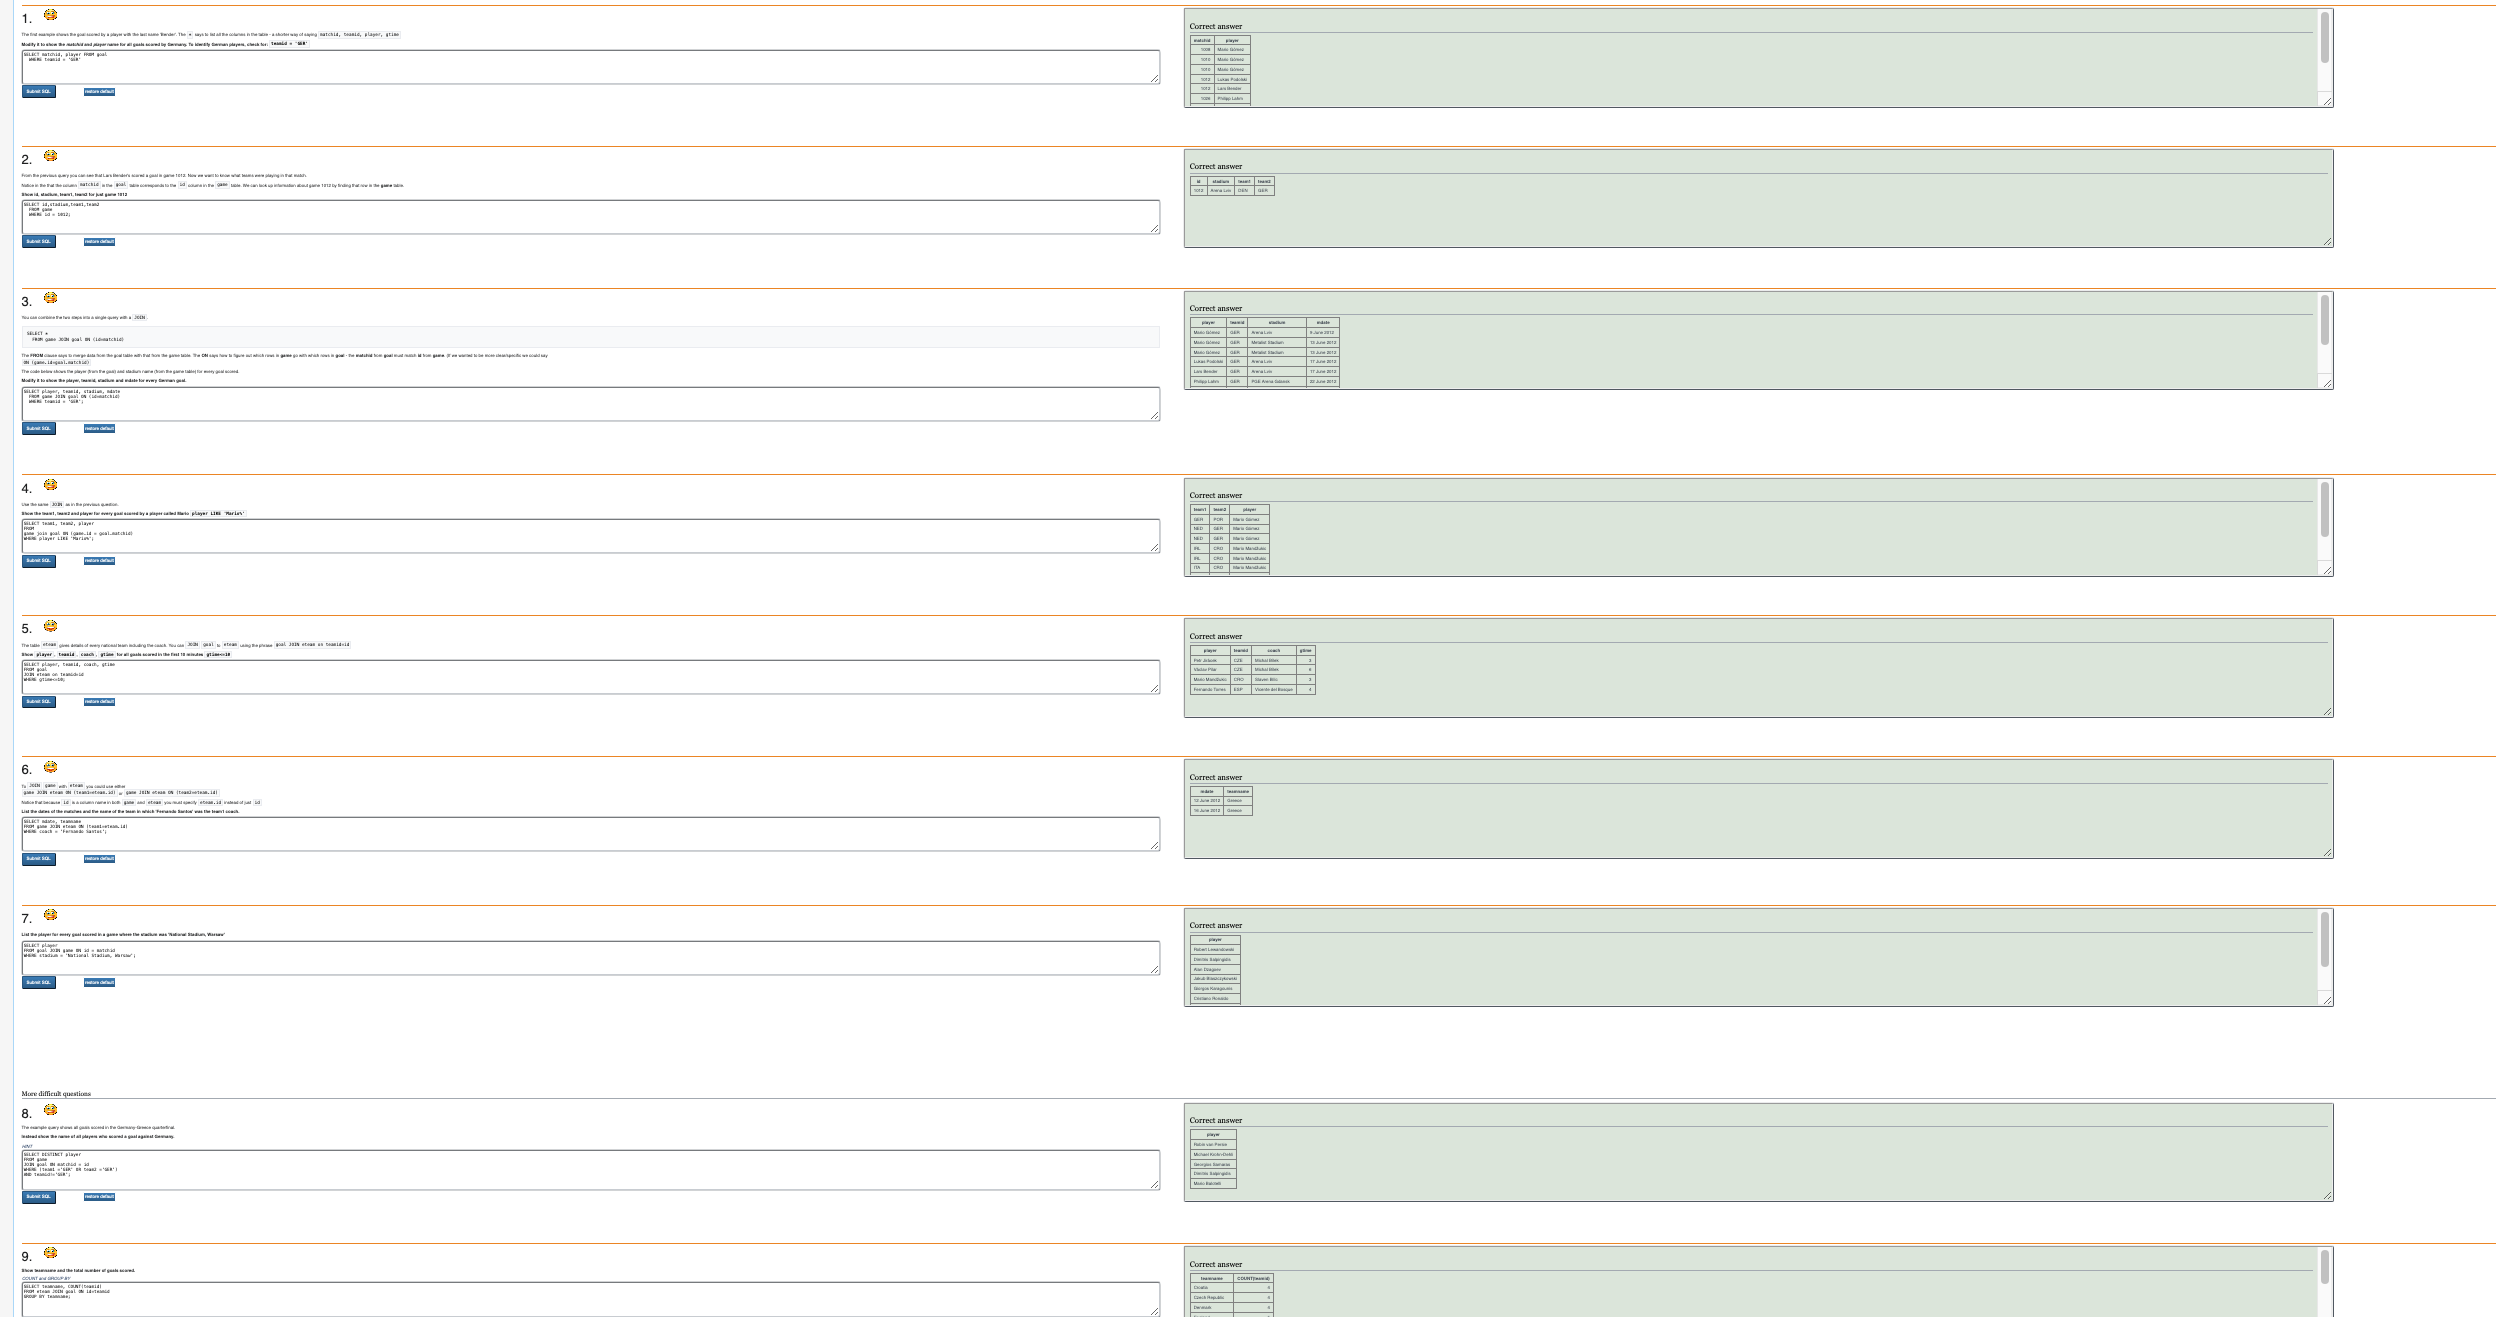 1.
The first example shows the goal scored by a player with the last name 'Bender'. The * says to list all the columns in the table - a shorter way of saying matchid, teamid, player, gtime
Modify it to show the matchid and player name for all goals scored by Germany. To identify German players, check for: teamid = 'GER'
SELECT matchid, player FROM goal
WHERE teamid = 'GER'
Submit SQL
restore default
Correct answer
matchid player
1008 Mario Gómez
1010 Mario Gómez
1010 Mario Gómez
1012 Lukas Podolski
1012 Lars Bender
1026 Philipp Lahm
2.
From the previous query you can see that Lars Bender's scored a goal in game 1012. Now we want to know what teams were playing in that match.
Notice in the that the column matchid in the goal table corresponds to the id column in the game table. We can look up information about game 1012 by finding that row in the game table.
Show id, stadium, team1, team2 for just game 1012
SELECT id,stadium,team1,team2
FROM game
WHERE id = 1012;
Submit SQL
restore default
Correct answer
id stadium team1 team2
1012 Arena Lviv DEN GER
3.
You can combine the two steps into a single query with a JOIN.
SELECT *
FROM game JOIN goal ON (id=matchid)
The FROM clause says to merge data from the goal table with that from the game table. The ON says how to figure out which rows in game go with which rows in goal - the matchid from goal must match id from game. (If we wanted to be more clear/specific we could say
ON (game.id=goal.matchid)
The code below shows the player (from the goal) and stadium name (from the game table) for every goal scored.
Modify it to show the player, teamid, stadium and mdate for every German goal.
SELECT player, teamid, stadium, mdate
FROM game JOIN goal ON (id=matchid)
WHERE teamid = 'GER';
Submit SQL
restore default
Correct answer
player teamid stadium mdate
Mario Gómez GER Arena Lviv 9 June 2012
Mario Gómez GER Metalist Stadium 13 June 2012
Mario Gómez GER Metalist Stadium 13 June 2012
Lukas Podolski GER Arena Lviv 17 June 2012
Lars Bender GER Arena Lviv 17 June 2012
Philipp Lahm GER PGE Arena Gdansk 22 June 2012
4.
Use the same JOIN as in the previous question.
Show the team1, team2 and player for every goal scored by a player called Mario player LIKE 'Mario%'
SELECT team1, team2, player
FROM
game join goal ON (game.id = goal.matchid)
WHERE player LIKE 'Mario%';
Submit SQL
restore default
Correct answer
team1 team2 player
GER POR Mario Gómez
NED GER Mario Gómez
NED GER Mario Gómez
IRL CRO Mario Mandžukic
IRL CRO Mario Mandžukic
ITA CRO Mario Mandžukic
5.
The table eteam gives details of every national team including the coach. You can JOIN goal to eteam using the phrase goal JOIN eteam on teamid=id
Show player, teamid, coach, gtime for all goals scored in the first 10 minutes gtime<=10
SELECT player, teamid, coach, gtime
FROM goal
JOIN eteam on teamid=id
WHERE gtime<=10;
Submit SQL
restore default
Correct answer
player teamid coach gtime
Petr Jiráček CZE Michal Bílek 3
Václav Pilař CZE Michal Bílek 6
Mario Mandžukic CRO Slaven Bilic 3
Fernando Torres ESP Vicente del Bosque 4
6.
To JOIN game with eteam you could use either
game JOIN eteam ON (team1=eteam.id) or game JOIN eteam ON (team2=eteam.id)
Notice that because id is a column name in both game and eteam you must specify eteam.id instead of just id
List the dates of the matches and the name of the team in which 'Fernando Santos' was the team1 coach.
SELECT mdate, teamname
FROM game JOIN eteam ON (team1=eteam.id)
WHERE coach = 'Fernando Santos';
Submit SQL
restore default
Correct answer
mdate teamname
12 June 2012 Greece
16 June 2012 Greece
7.
List the player for every goal scored in a game where the stadium was 'National Stadium, Warsaw'
SELECT player
FROM goal JOIN game ON id = matchid
WHERE stadium = 'National Stadium, Warsaw';
Submit SQL
restore default
Correct answer
player
Robert Lewandowski
Dimitris Salpingidis
Alan Dzagoev
Jakub Błaszczykowski
Giorgos Karagounis
Cristiano Ronaldo
More difficult questions
8.
The example query shows all goals scored in the Germany-Greece quarterfinal.
Instead show the name of all players who scored a goal against Germany.
HINT
SELECT DISTINCT player
FROM game
JOIN goal ON matchid = id
WHERE (team1 ='GER' OR team2 ='GER')
AND teamid!='GER';
Submit SQL
restore default
Correct answer
player
Robin van Persie
Michael Krohn-Dehli
Georgios Samaras
Dimitris Salpingidis
Mario Balotelli
9.
Show teamname and the total number of goals scored.
COUNT and GROUP BY
SELECT teamname, COUNT(teamid)
FROM eteam JOIN goal ON id=teamid
GROUP BY teamname;
Correct answer
teamname COUNT(teamid)
Croatia 4
Czech Republic 4
Denmark 4